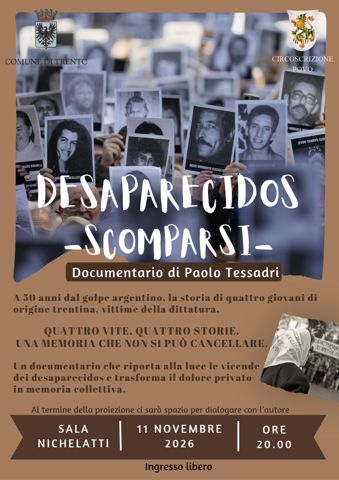 COMUNE DI TRENTO
CIRCOSCRIZIONE
POVO
DESAPARECIDOS
-SCOMPARSI-
Documentario di Paolo Tessadri
A 50 anni dal golpe argentino, la storia di quattro giovani di
origine trentina, vittime della dittatura.
QUATTRO VITE. QUATTRO STORIE.
UNA MEMORIA CHE NON SI PUÒ CANCELLARE.
Un documentario che riporta alla luce le vicende
dei desaparecidos e trasforma il dolore privato
in memoria collettiva.
Al termine della proiezione ci sarà spazio per dialogare con l'autore
SALA
NICHELATTI
11 NOVEMBRE
2026
ORE
20.00
Ingresso libero